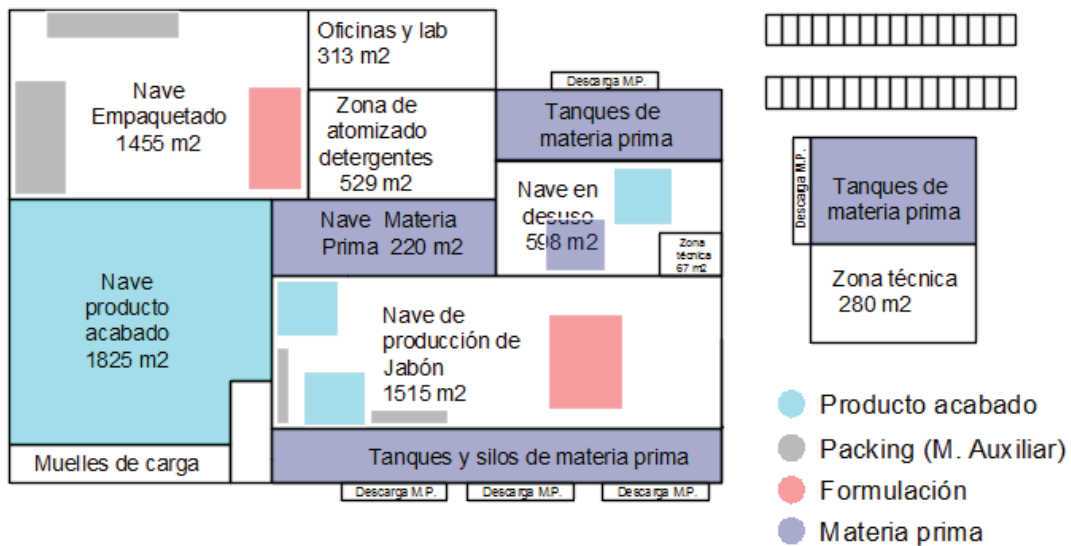 Oficinas y lab
313 m2
Nave
Empaquetado
1455 m2
Zona de
atomizado
detergentes
529 m2
Descarga M.P.
Tanques de
materia prima
Nave en
desuso
598 m2
Zona
técnica
67 m2
Nave Materia
Prima 220 m2
Nave
producto
acabado
1825 m2
Nave de
producción de
Jabón
1515 m2
Muelles de carga
Tanques y silos de materia prima
Descarga M.P.
Descarga M.P.
Descarga M.P.
Descarga M.P.
Tanques de
materia prima
Zona técnica
280 m2
Producto acabado
Packing (M. Auxiliar)
Formulación
Materia prima